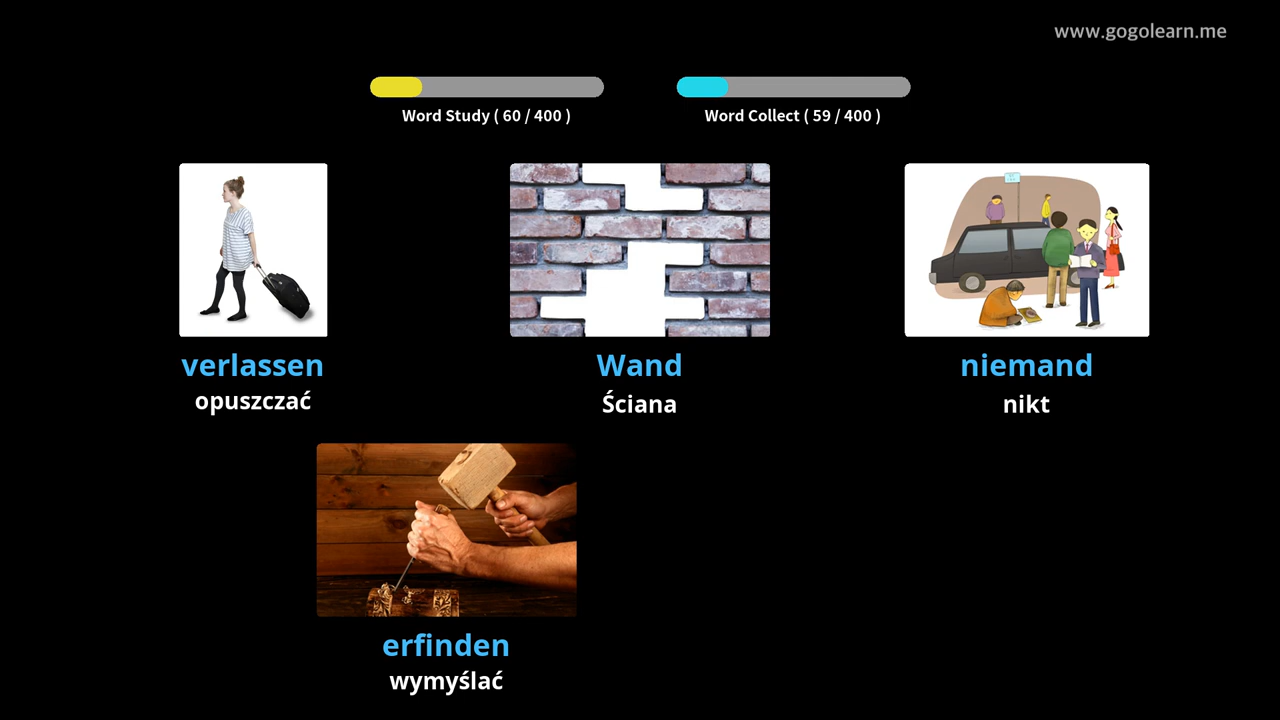 www.gogolearn.me
Word Study ( 60 / 400 )
Word Collect ( 59 / 400 )
verlassen
opuszczać
Wand
Ściana
niemand
nikt
erfinden
wymyślać